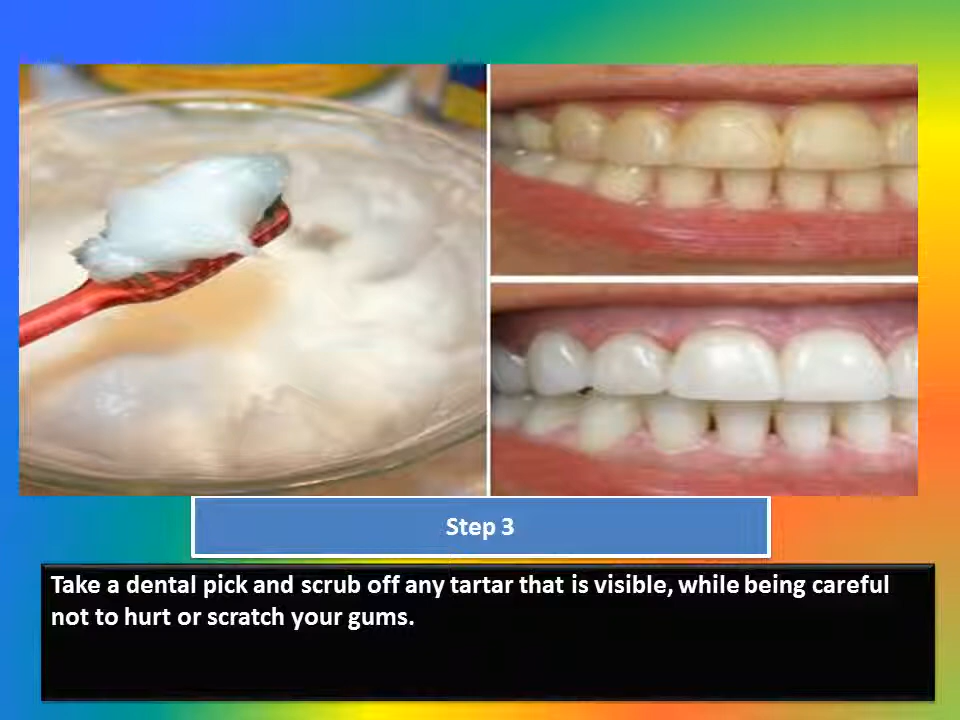 Step 3
Take a dental pick and scrub off any tartar that is visible, while being careful
not to hurt or scratch your gums.